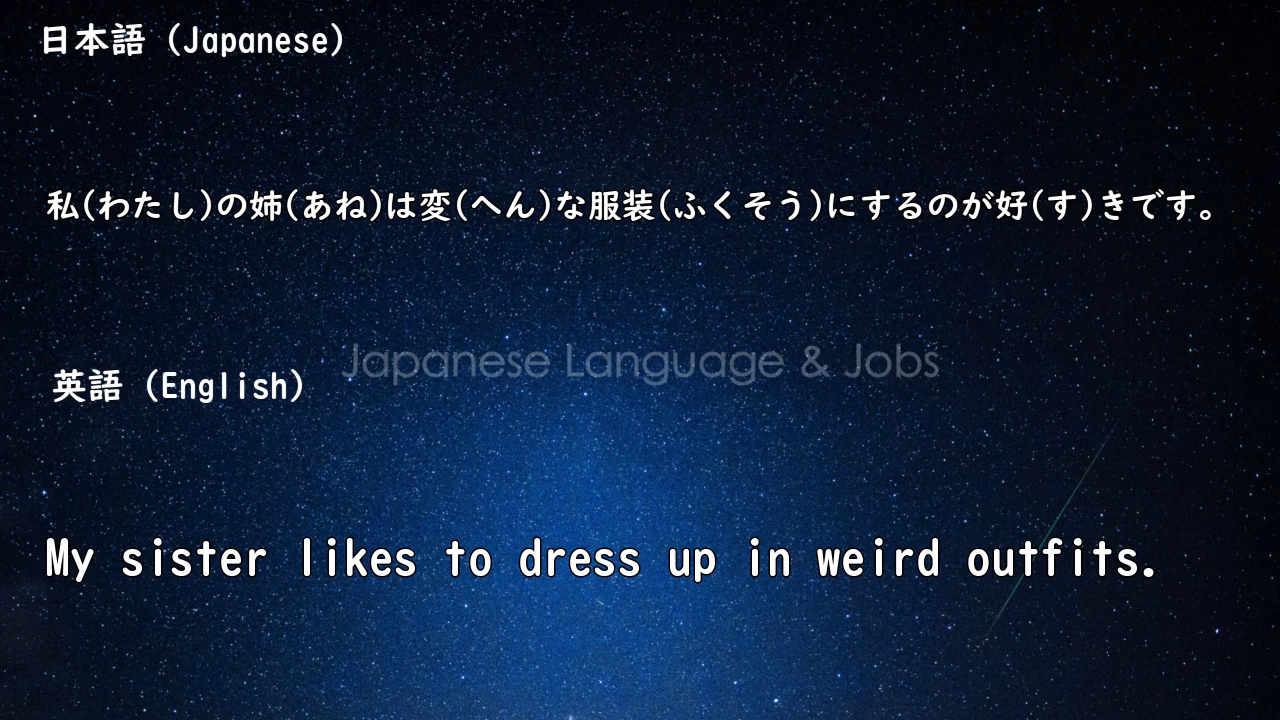 日本語（Japanese）
私(わたし)の姉(あね)は変(へん)な服装(ふくそう)にするのが好(す)きです。
Japanese Language & Jobs
英語（English）
My sister likes to dress up in weird outfits.